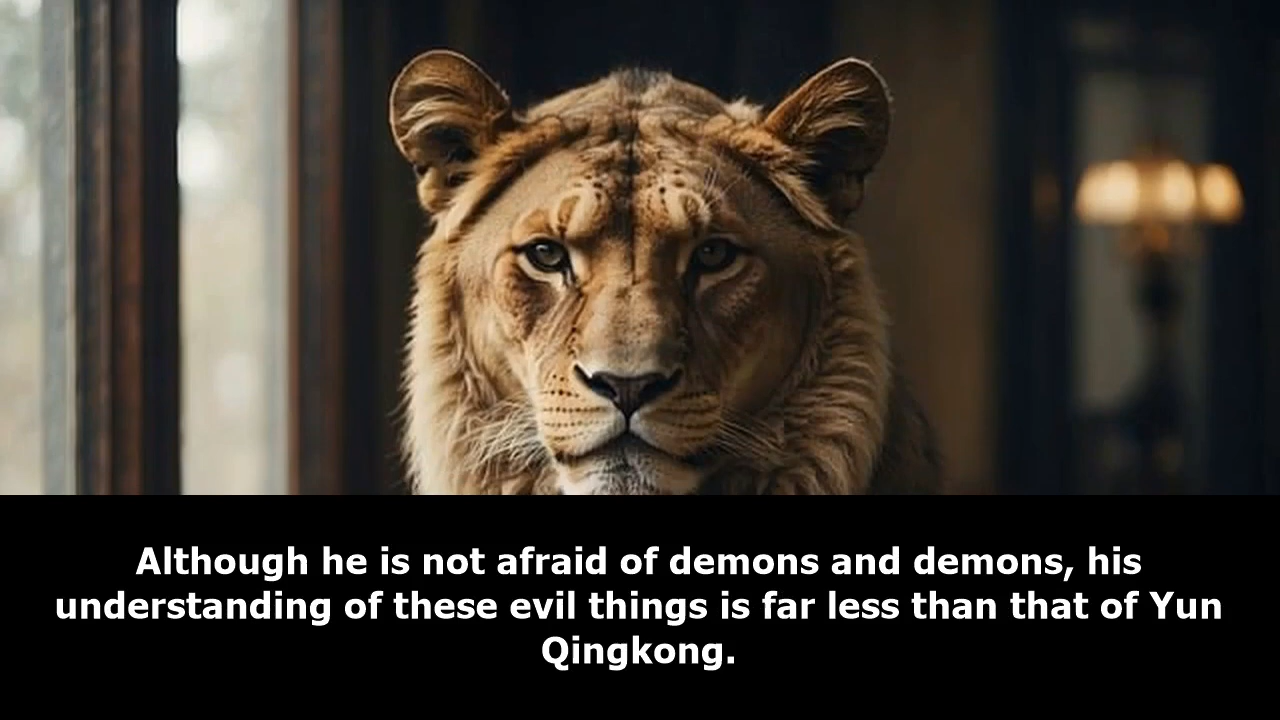 Although he is not afraid of demons and demons, his
understanding of these evil things is far less than that of Yun
Qingkong.